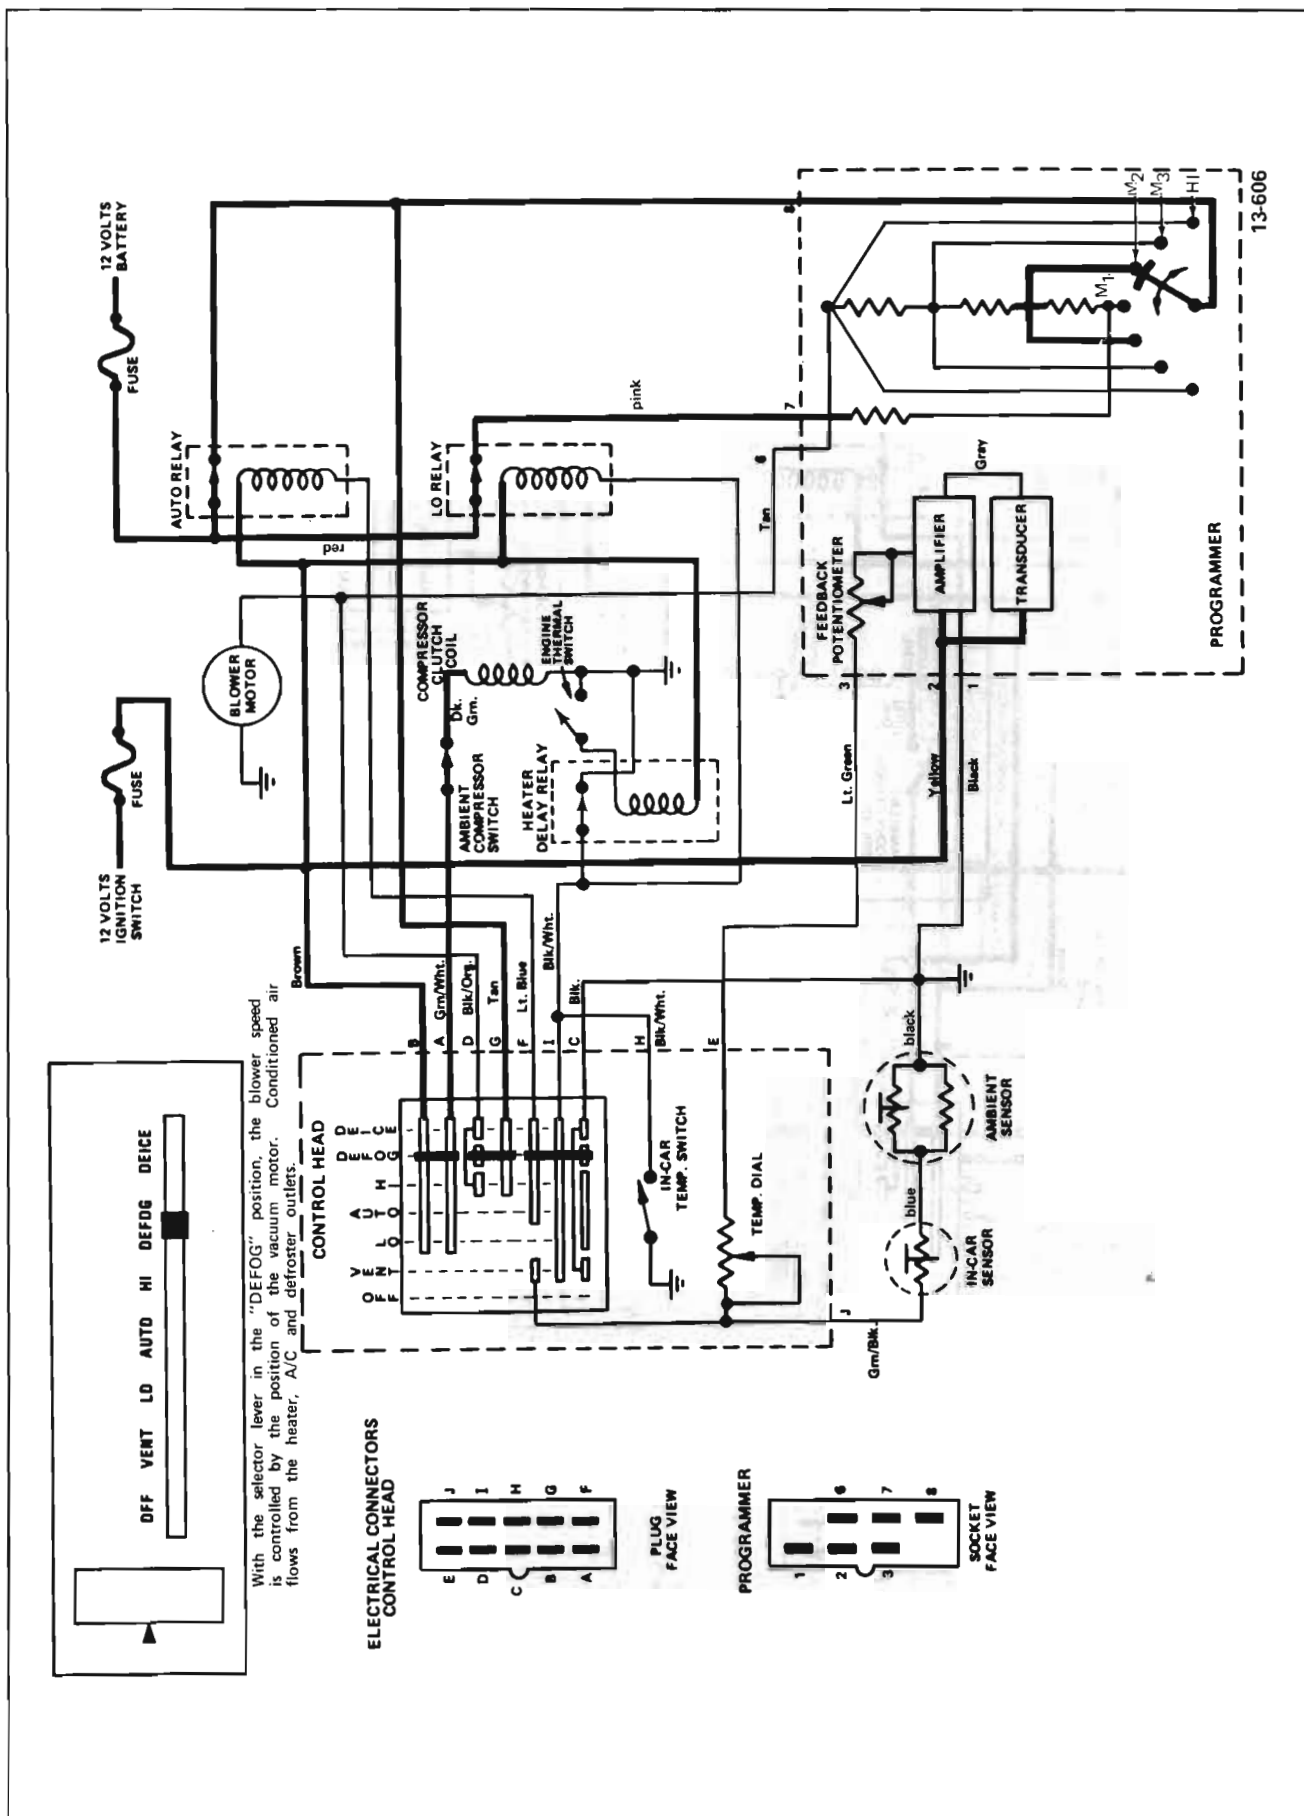 OFF VENT LO AUTO HI DEFOG DEICE
With the selector lever in the "DEFOG" position, the blower speed
is controlled by the position of the vacuum motor. Conditioned air
flows from the heater, A/C and defroster outlets.
12 VOLTS
IGNITION
SWITCH
FUSE
12 VOLTS
BATTERY
FUSE
BLOWER
MOTOR
AUTO RELAY
red
LO RELAY
pink
COMPRESSOR
CLUTCH
COIL
Dk.
Grn.
AMBIENT
COMPRESSOR
SWITCH
ENGINE
THERMAL
SWITCH
HEATER
DELAY RELAY
Brown
Grn/Wht.
Blk/Org.
Tan
Lt. Blue
Blk/Wht.
Blk.
Blk/Wht.
B
A
D
G
F
I
C
H
E
J
CONTROL HEAD
OFF
VENT
LO
AUTO
HI
DEFOG
DEICE
IN-CAR
TEMP. SWITCH
TEMP. DIAL
Grn/Blk.
IN-CAR
SENSOR
blue
AMBIENT
SENSOR
black
Lt. Green
Yellow
Black
Tan
3
2
1
6
7
8
FEEDBACK
POTENTIOMETER
AMPLIFIER
TRANSDUCER
Gray
M1
M2
M3
HI
PROGRAMMER
13-606
ELECTRICAL CONNECTORS
CONTROL HEAD
E D C B A
J I H G F
PLUG
FACE VIEW
PROGRAMMER
1 2 3
6 7 8
SOCKET
FACE VIEW